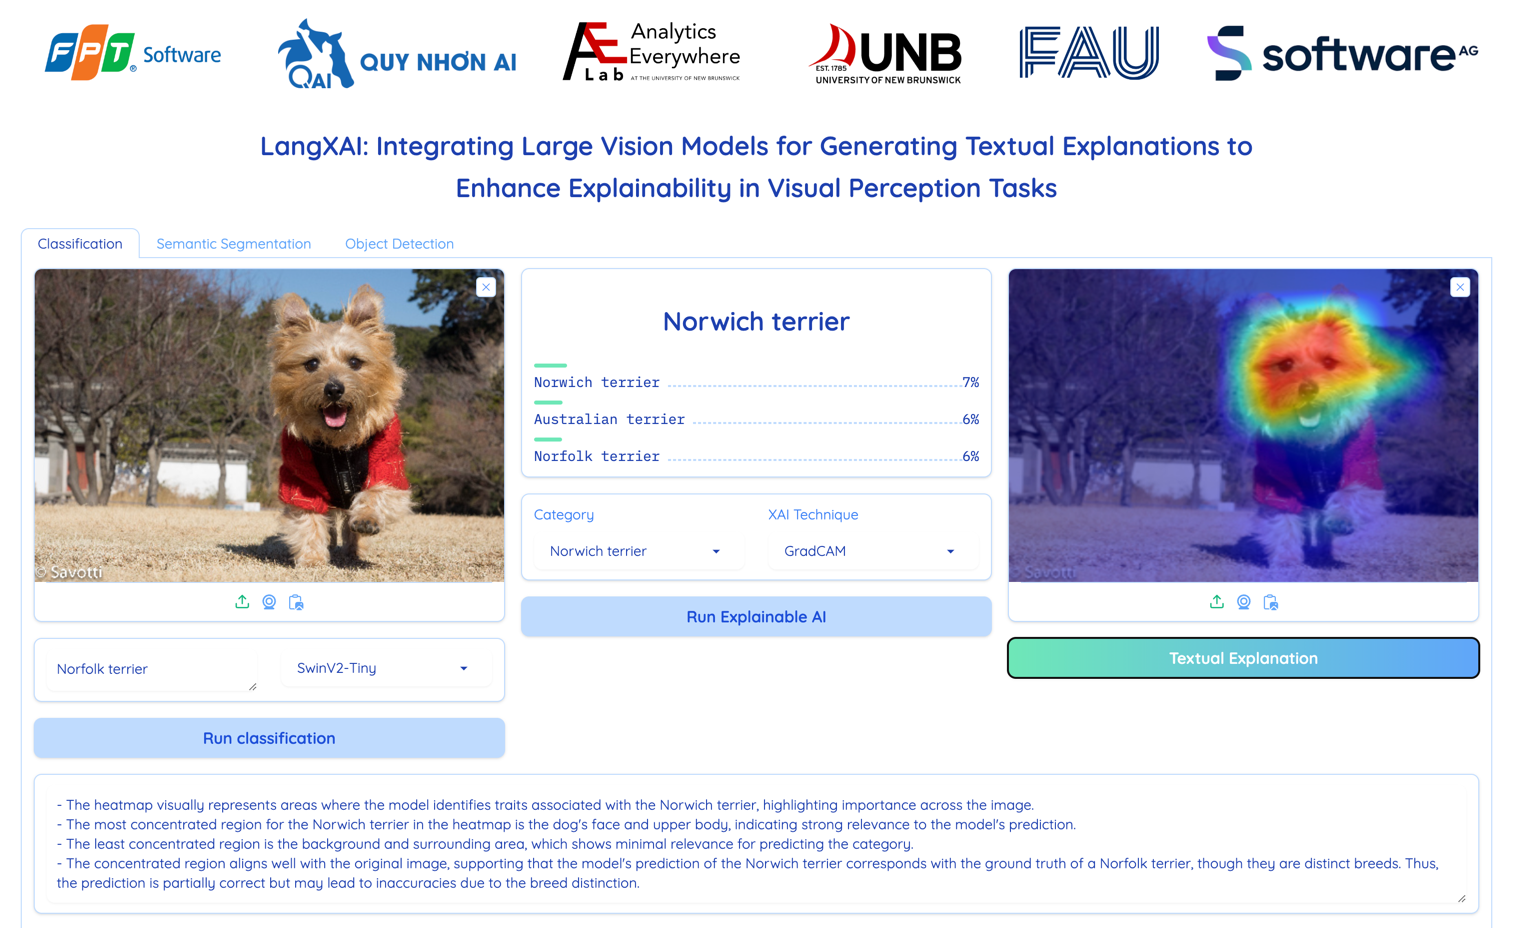 FPT® Software
QAI QUY NHƠN AI
AE Lab Analytics Everywhere AT THE UNIVERSITY OF NEW BRUNSWICK
EST. 1785 UNB UNIVERSITY OF NEW BRUNSWICK
FAU
software AG
LangXAI: Integrating Large Vision Models for Generating Textual Explanations to
Enhance Explainability in Visual Perception Tasks
Classification Semantic Segmentation Object Detection
© Savotti
Norfolk terrier SwinV2-Tiny
Run classification
Norwich terrier
Norwich terrier 7%
Australian terrier 6%
Norfolk terrier 6%
Category XAI Technique
Norwich terrier GradCAM
Run Explainable AI
© Savotti
Textual Explanation
- The heatmap visually represents areas where the model identifies traits associated with the Norwich terrier, highlighting importance across the image.
- The most concentrated region for the Norwich terrier in the heatmap is the dog's face and upper body, indicating strong relevance to the model's prediction.
- The least concentrated region is the background and surrounding area, which shows minimal relevance for predicting the category.
- The concentrated region aligns well with the original image, supporting that the model's prediction of the Norwich terrier corresponds with the ground truth of a Norfolk terrier, though they are distinct breeds. Thus,
the prediction is partially correct but may lead to inaccuracies due to the breed distinction.